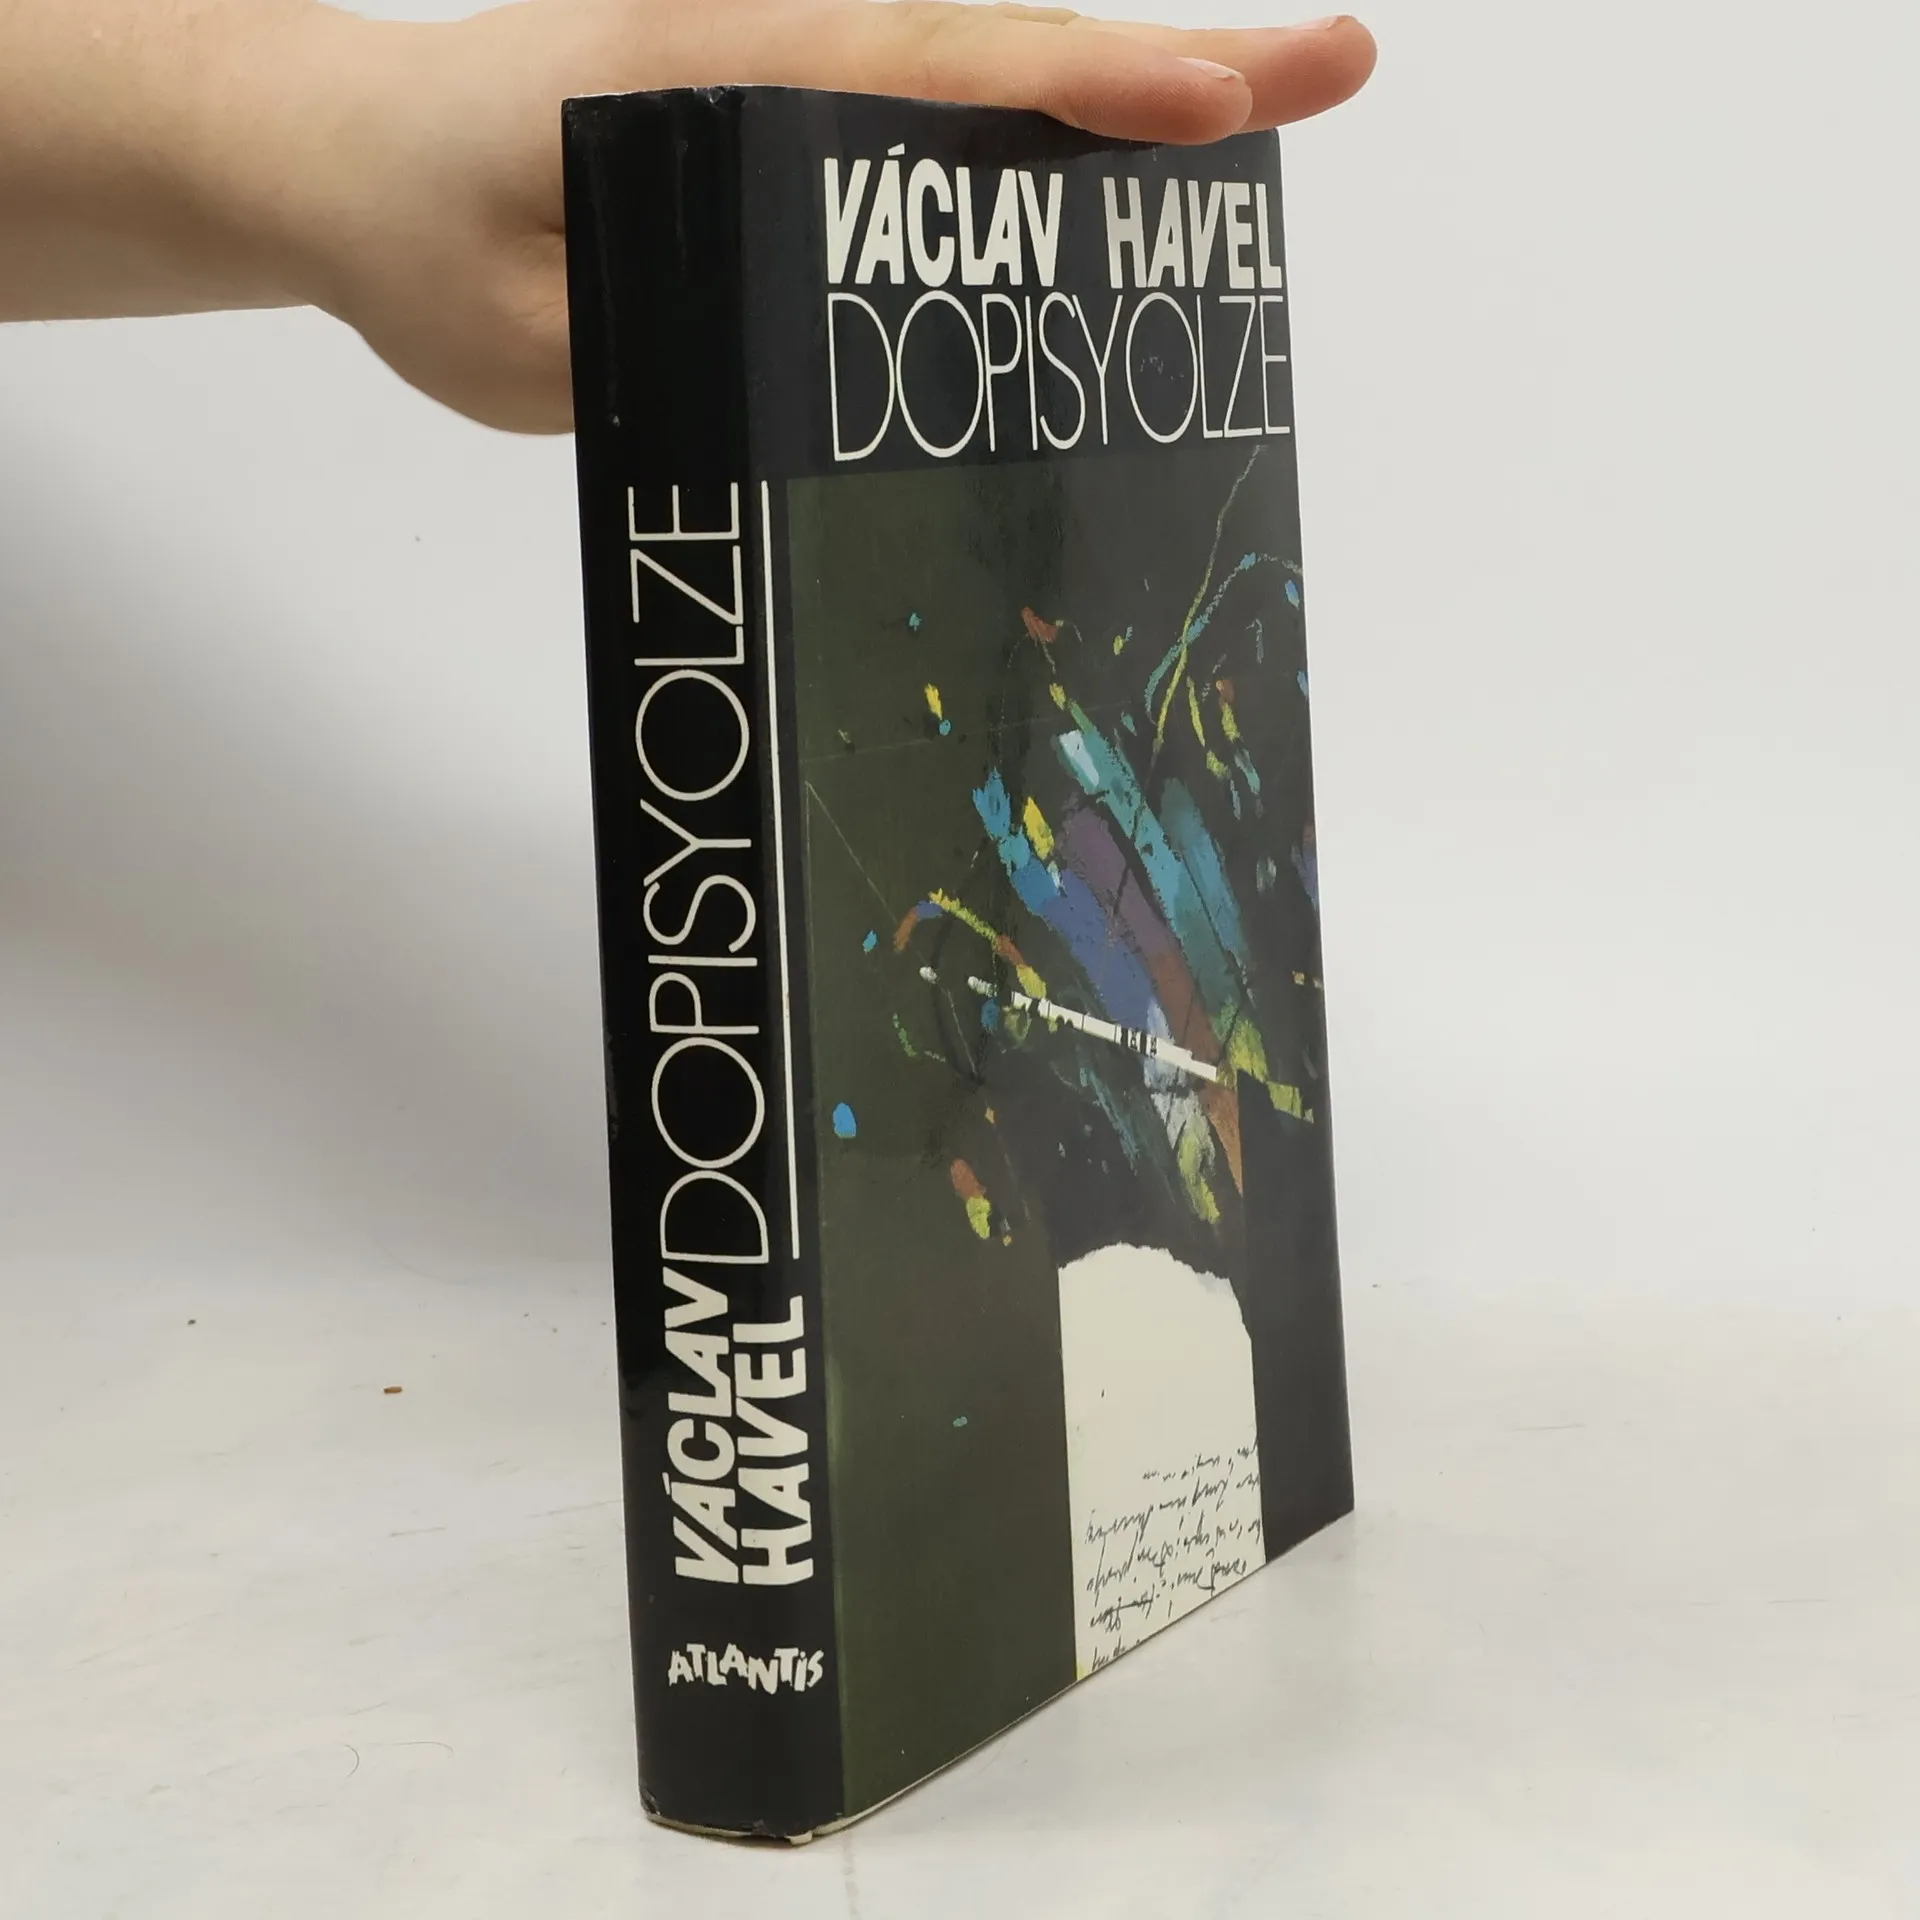 VÁCLAV HAVEL
DOPISY OLZE
VÁCLAV
HAVEL
DOPISY OLZE
ATLANTIS